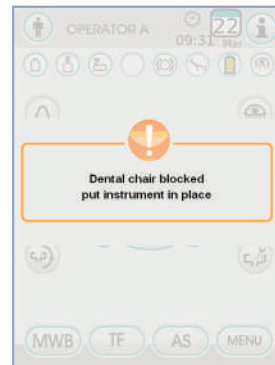 OPERATOR A
22
09:31 Mar
Dental chair blocked
put instrument in place
MWB
TF
AS
MENU